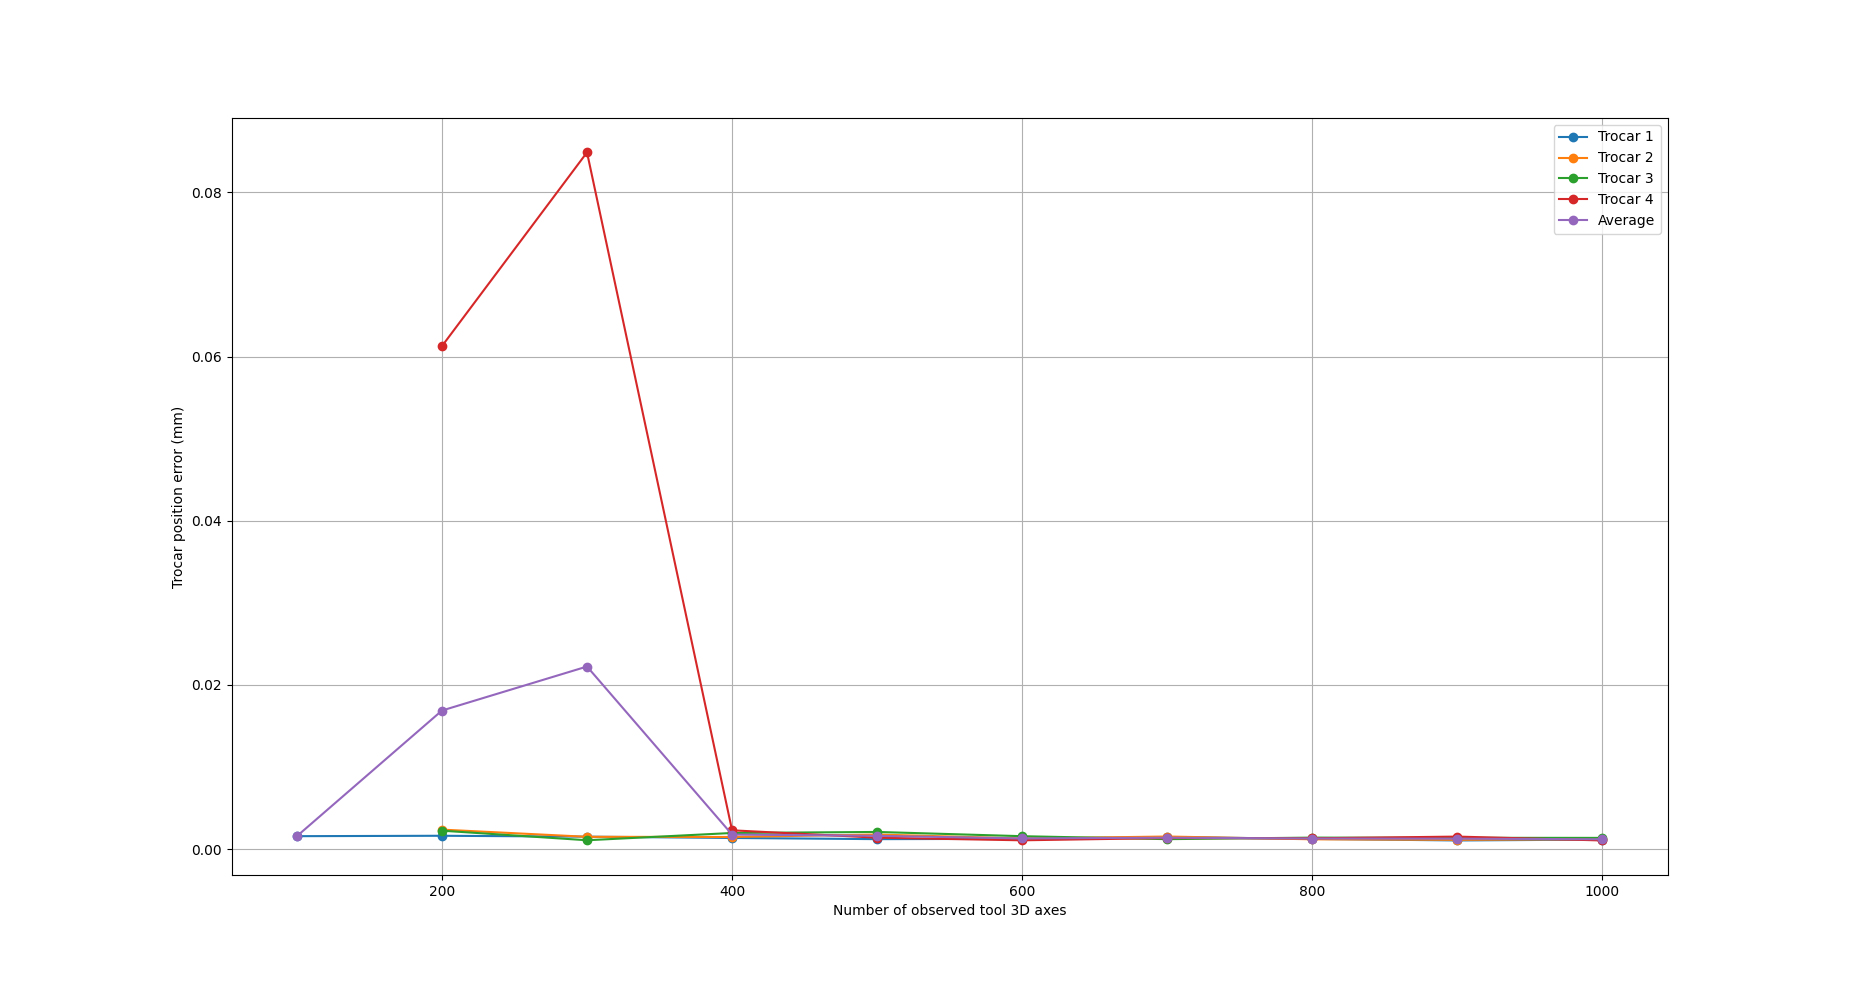 Trocar 1
Trocar 2
Trocar 3
Trocar 4
Average
0.08
0.06
0.04
0.02
0.00
Trocar position error (mm)
200 400 600 800 1000
Number of observed tool 3D axes